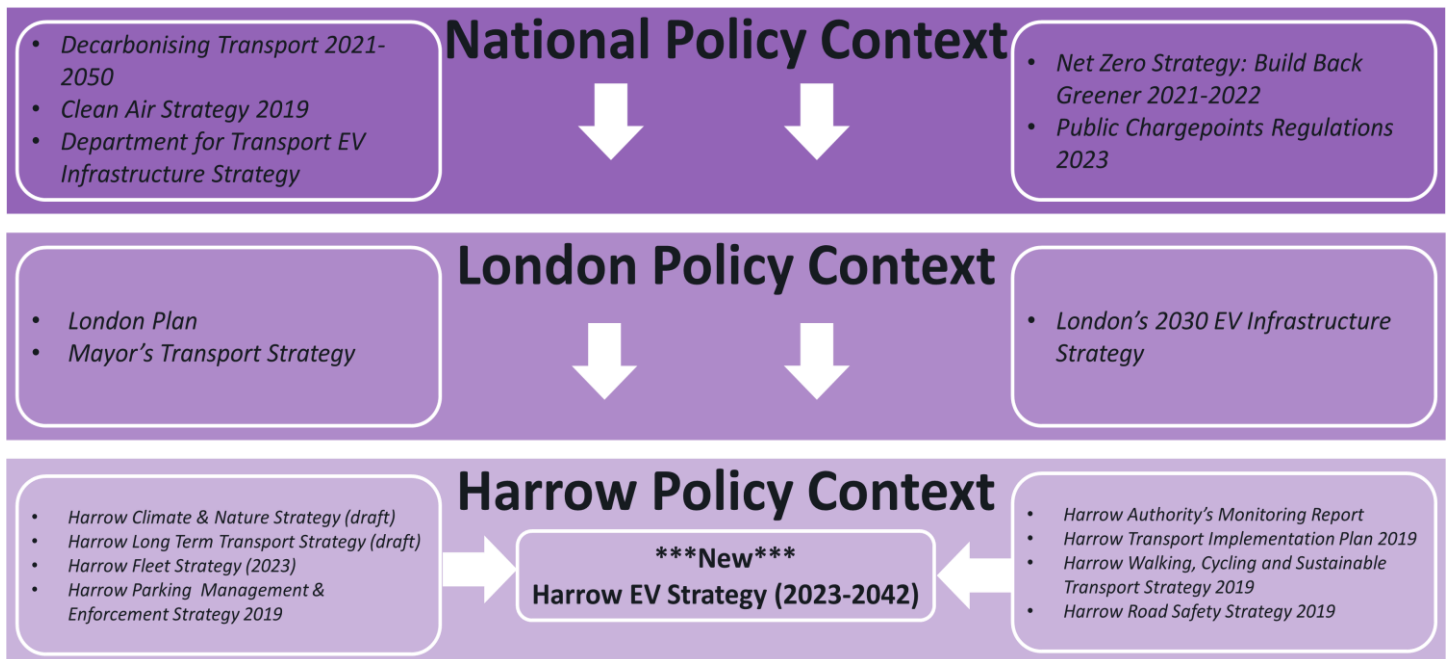 National Policy Context
• Decarbonising Transport 2021-
2050
• Clean Air Strategy 2019
• Department for Transport EV
Infrastructure Strategy
• Net Zero Strategy: Build Back
Greener 2021-2022
• Public Chargepoints Regulations
2023
London Policy Context
• London Plan
• Mayor’s Transport Strategy
• London’s 2030 EV Infrastructure
Strategy
Harrow Policy Context
• Harrow Climate & Nature Strategy (draft)
• Harrow Long Term Transport Strategy (draft)
• Harrow Fleet Strategy (2023)
• Harrow Parking Management &
Enforcement Strategy 2019
***New***
Harrow EV Strategy (2023-2042)
• Harrow Authority’s Monitoring Report
• Harrow Transport Implementation Plan 2019
• Harrow Walking, Cycling and Sustainable
Transport Strategy 2019
• Harrow Road Safety Strategy 2019